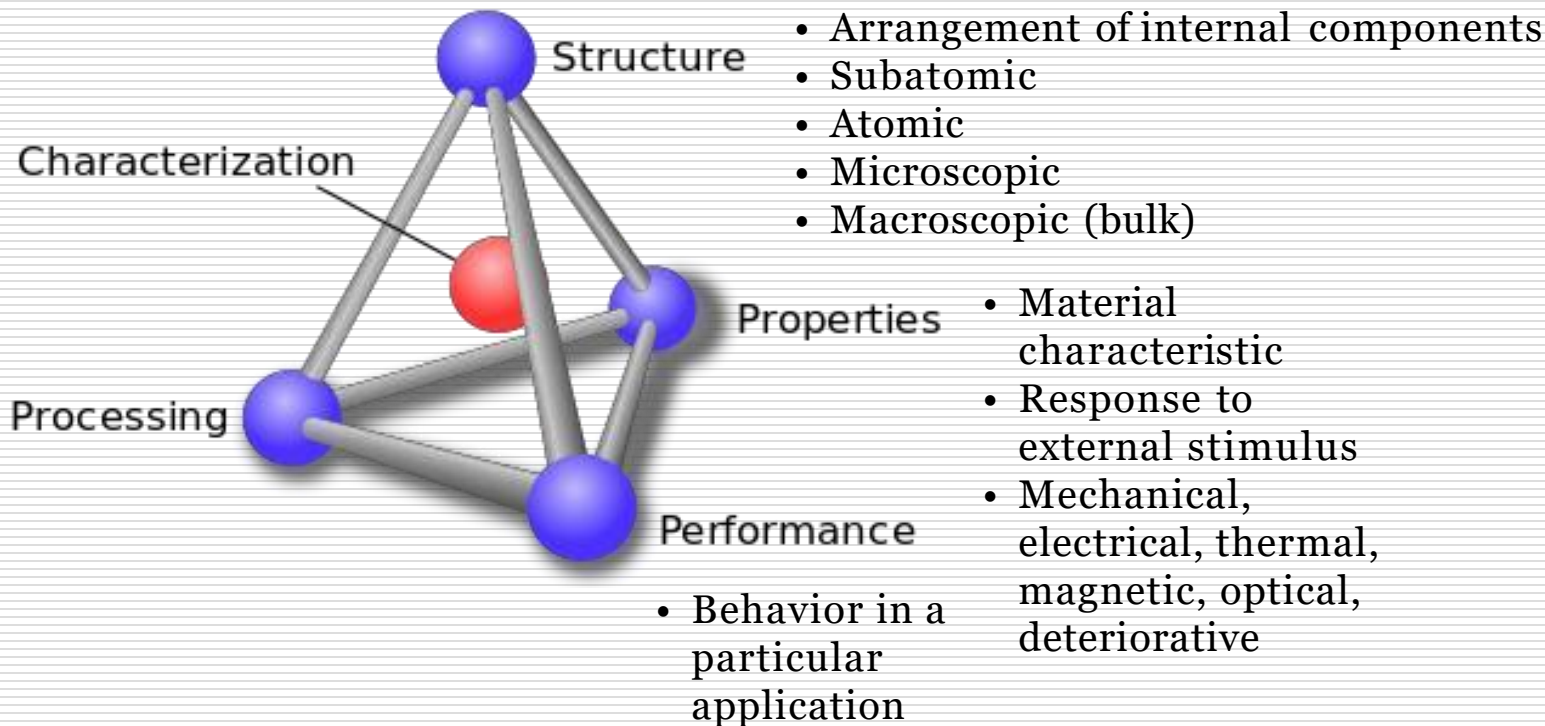 Structure
• Arrangement of internal components
• Subatomic
• Atomic
• Microscopic
• Macroscopic (bulk)
Characterization
Properties
• Material
characteristic
• Response to
external stimulus
• Mechanical,
electrical, thermal,
magnetic, optical,
deteriorative
Processing
Performance
• Behavior in a
particular
application